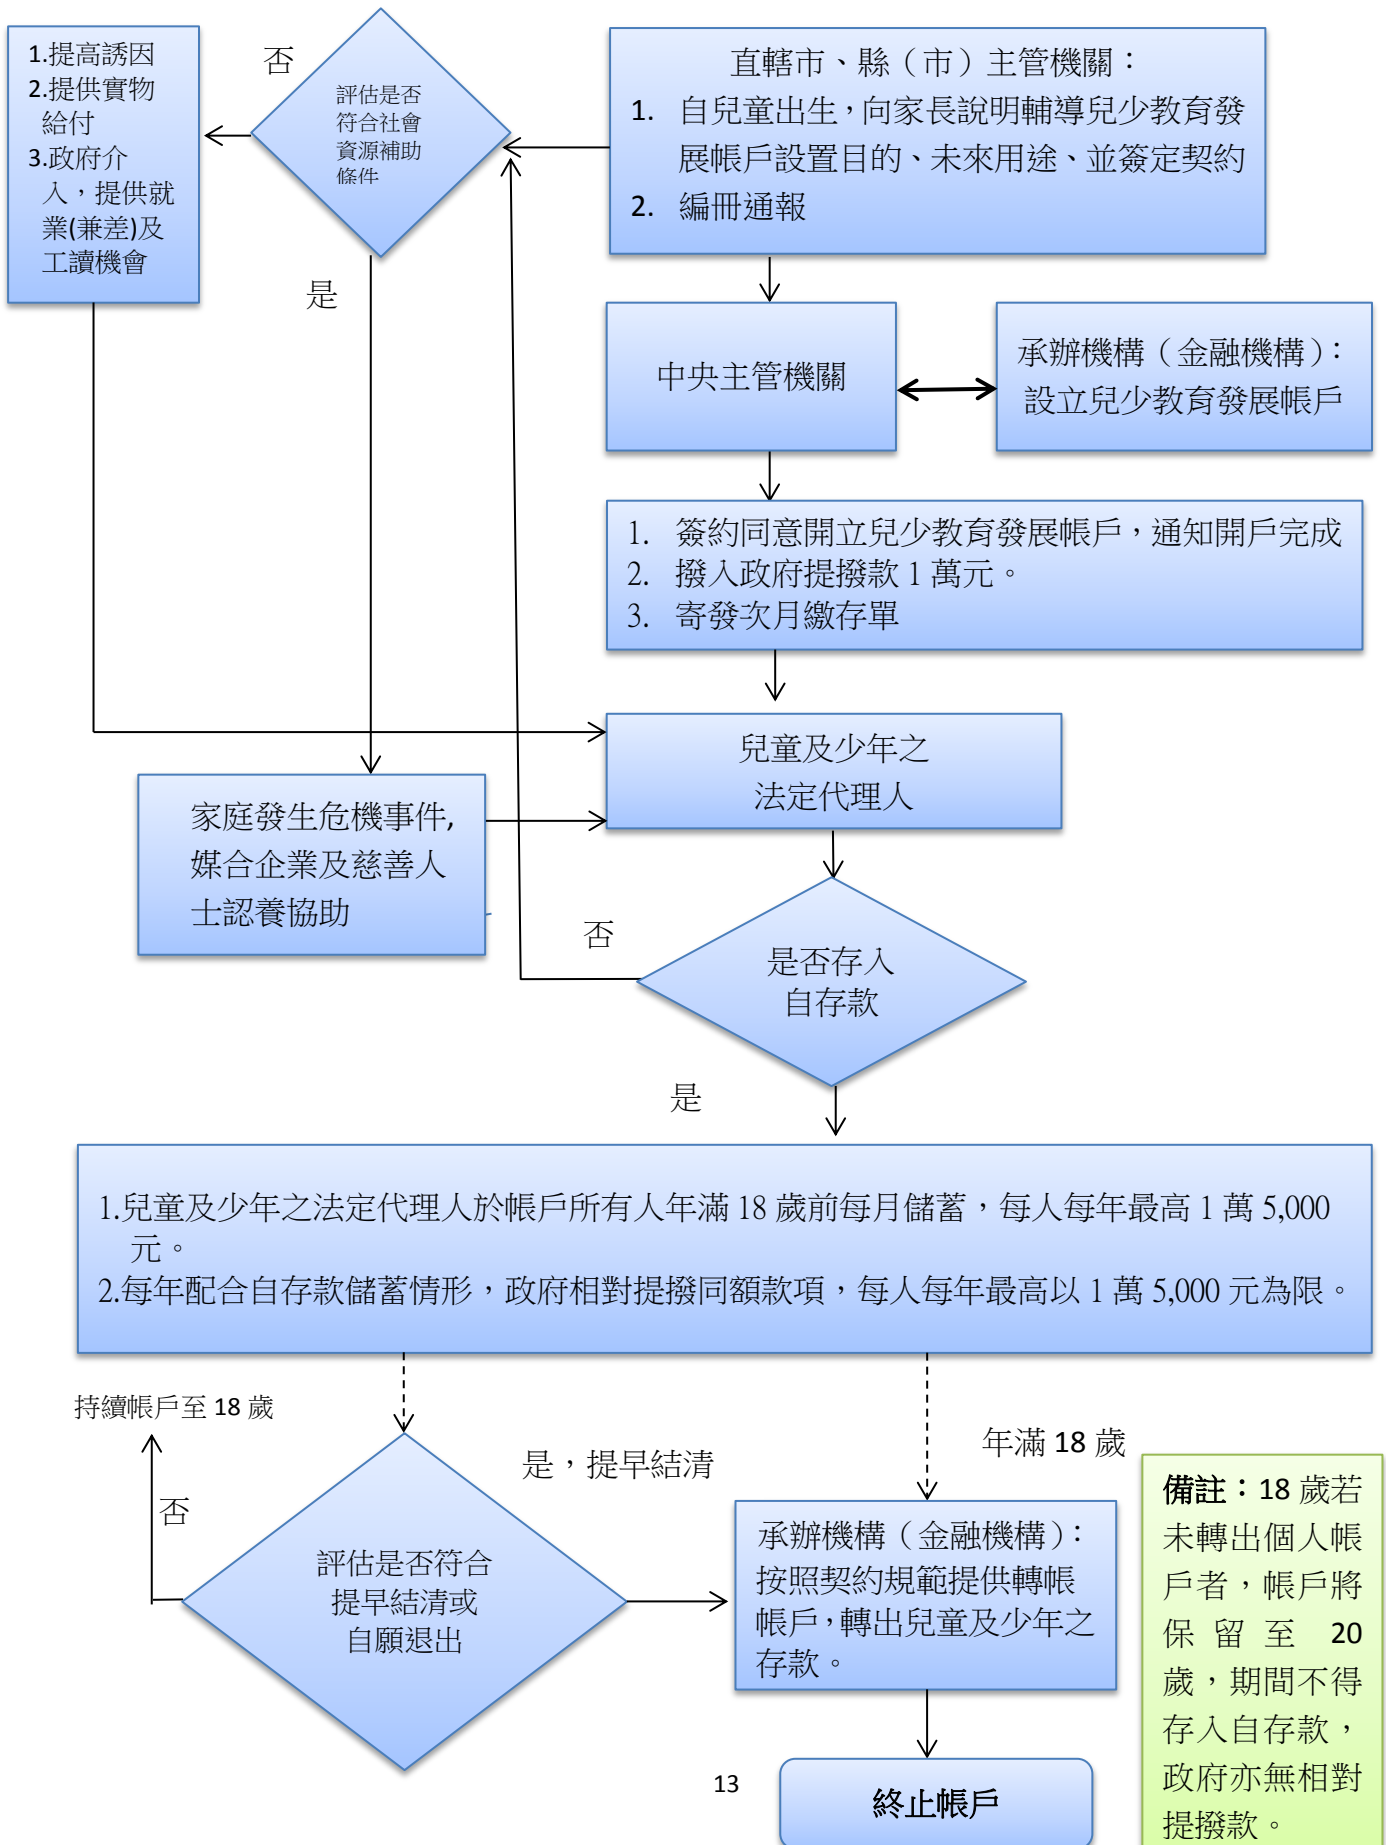 1.提高誘因
2.提供實物
給付
3.政府介
入，提供就
業(兼差)及
工讀機會
否
評估是否
符合社會
資源補助
條件
直轄市、縣（市）主管機關：
1. 自兒童出生，向家長說明輔導兒少教育發
展帳戶設置目的、未來用途、並簽定契約
2. 編冊通報
是
中央主管機關
承辦機構（金融機構）：
設立兒少教育發展帳戶
1. 簽約同意開立兒少教育發展帳戶，通知開戶完成
2. 撥入政府提撥款 1 萬元。
3. 寄發次月繳存單
兒童及少年之
法定代理人
家庭發生危機事件,
媒合企業及慈善人
士認養協助
否
是否存入
自存款
是
1.兒童及少年之法定代理人於帳戶所有人年滿 18 歲前每月儲蓄，每人每年最高 1 萬 5,000
元。
2.每年配合自存款儲蓄情形，政府相對提撥同額款項，每人每年最高以 1 萬 5,000 元為限。
持續帳戶至 18 歲
否
是，提早結清
年滿 18 歲
評估是否符合
提早結清或
自願退出
承辦機構（金融機構）：
按照契約規範提供轉帳
帳戶，轉出兒童及少年之
存款。
備註：18 歲若
未轉出個人帳
戶者，帳戶將
保留至 20
歲，期間不得
存入自存款，
政府亦無相對
提撥款。
終止帳戶
13